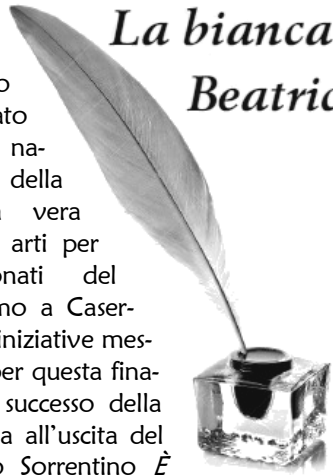 La bianca
Beatric
o
ato
na-
della
vera
arti per
onati del
mo a Caser-
iniziative mes-
per questa fina-
successo della
a all'uscita del
o Sorrentino È